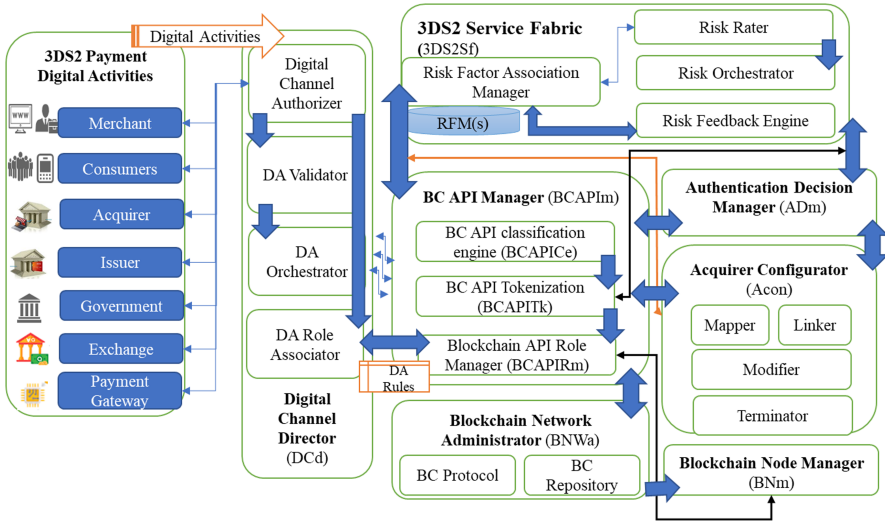 3DS2 Payment
Digital Activities
WWW
Merchant
Consumers
Acquirer
Issuer
Government
Exchange
Payment
Gateway
Digital Activities
Digital
Channel
Authorizer
DA Validator
DA
Orchestrator
DA Role
Associator
DA
Rules
Digital
Channel
Director
(DCd)
3DS2 Service Fabric
(3DS2Sf)
Risk Factor Association
Manager
RFM(s)
Risk Rater
Risk Orchestrator
Risk Feedback Engine
BC API Manager (BCAPIm)
BC API classification
engine (BCAPICe)
BC API Tokenization
(BCAPITk)
Blockchain API Role
Manager (BCAPIRm)
Authentication Decision
Manager (ADm)
Acquirer Configurator
(Acon)
Mapper
Linker
Modifier
Terminator
Blockchain Network
Administrator (BNWa)
BC Protocol
BC
Repository
Blockchain Node Manager
(BNm)